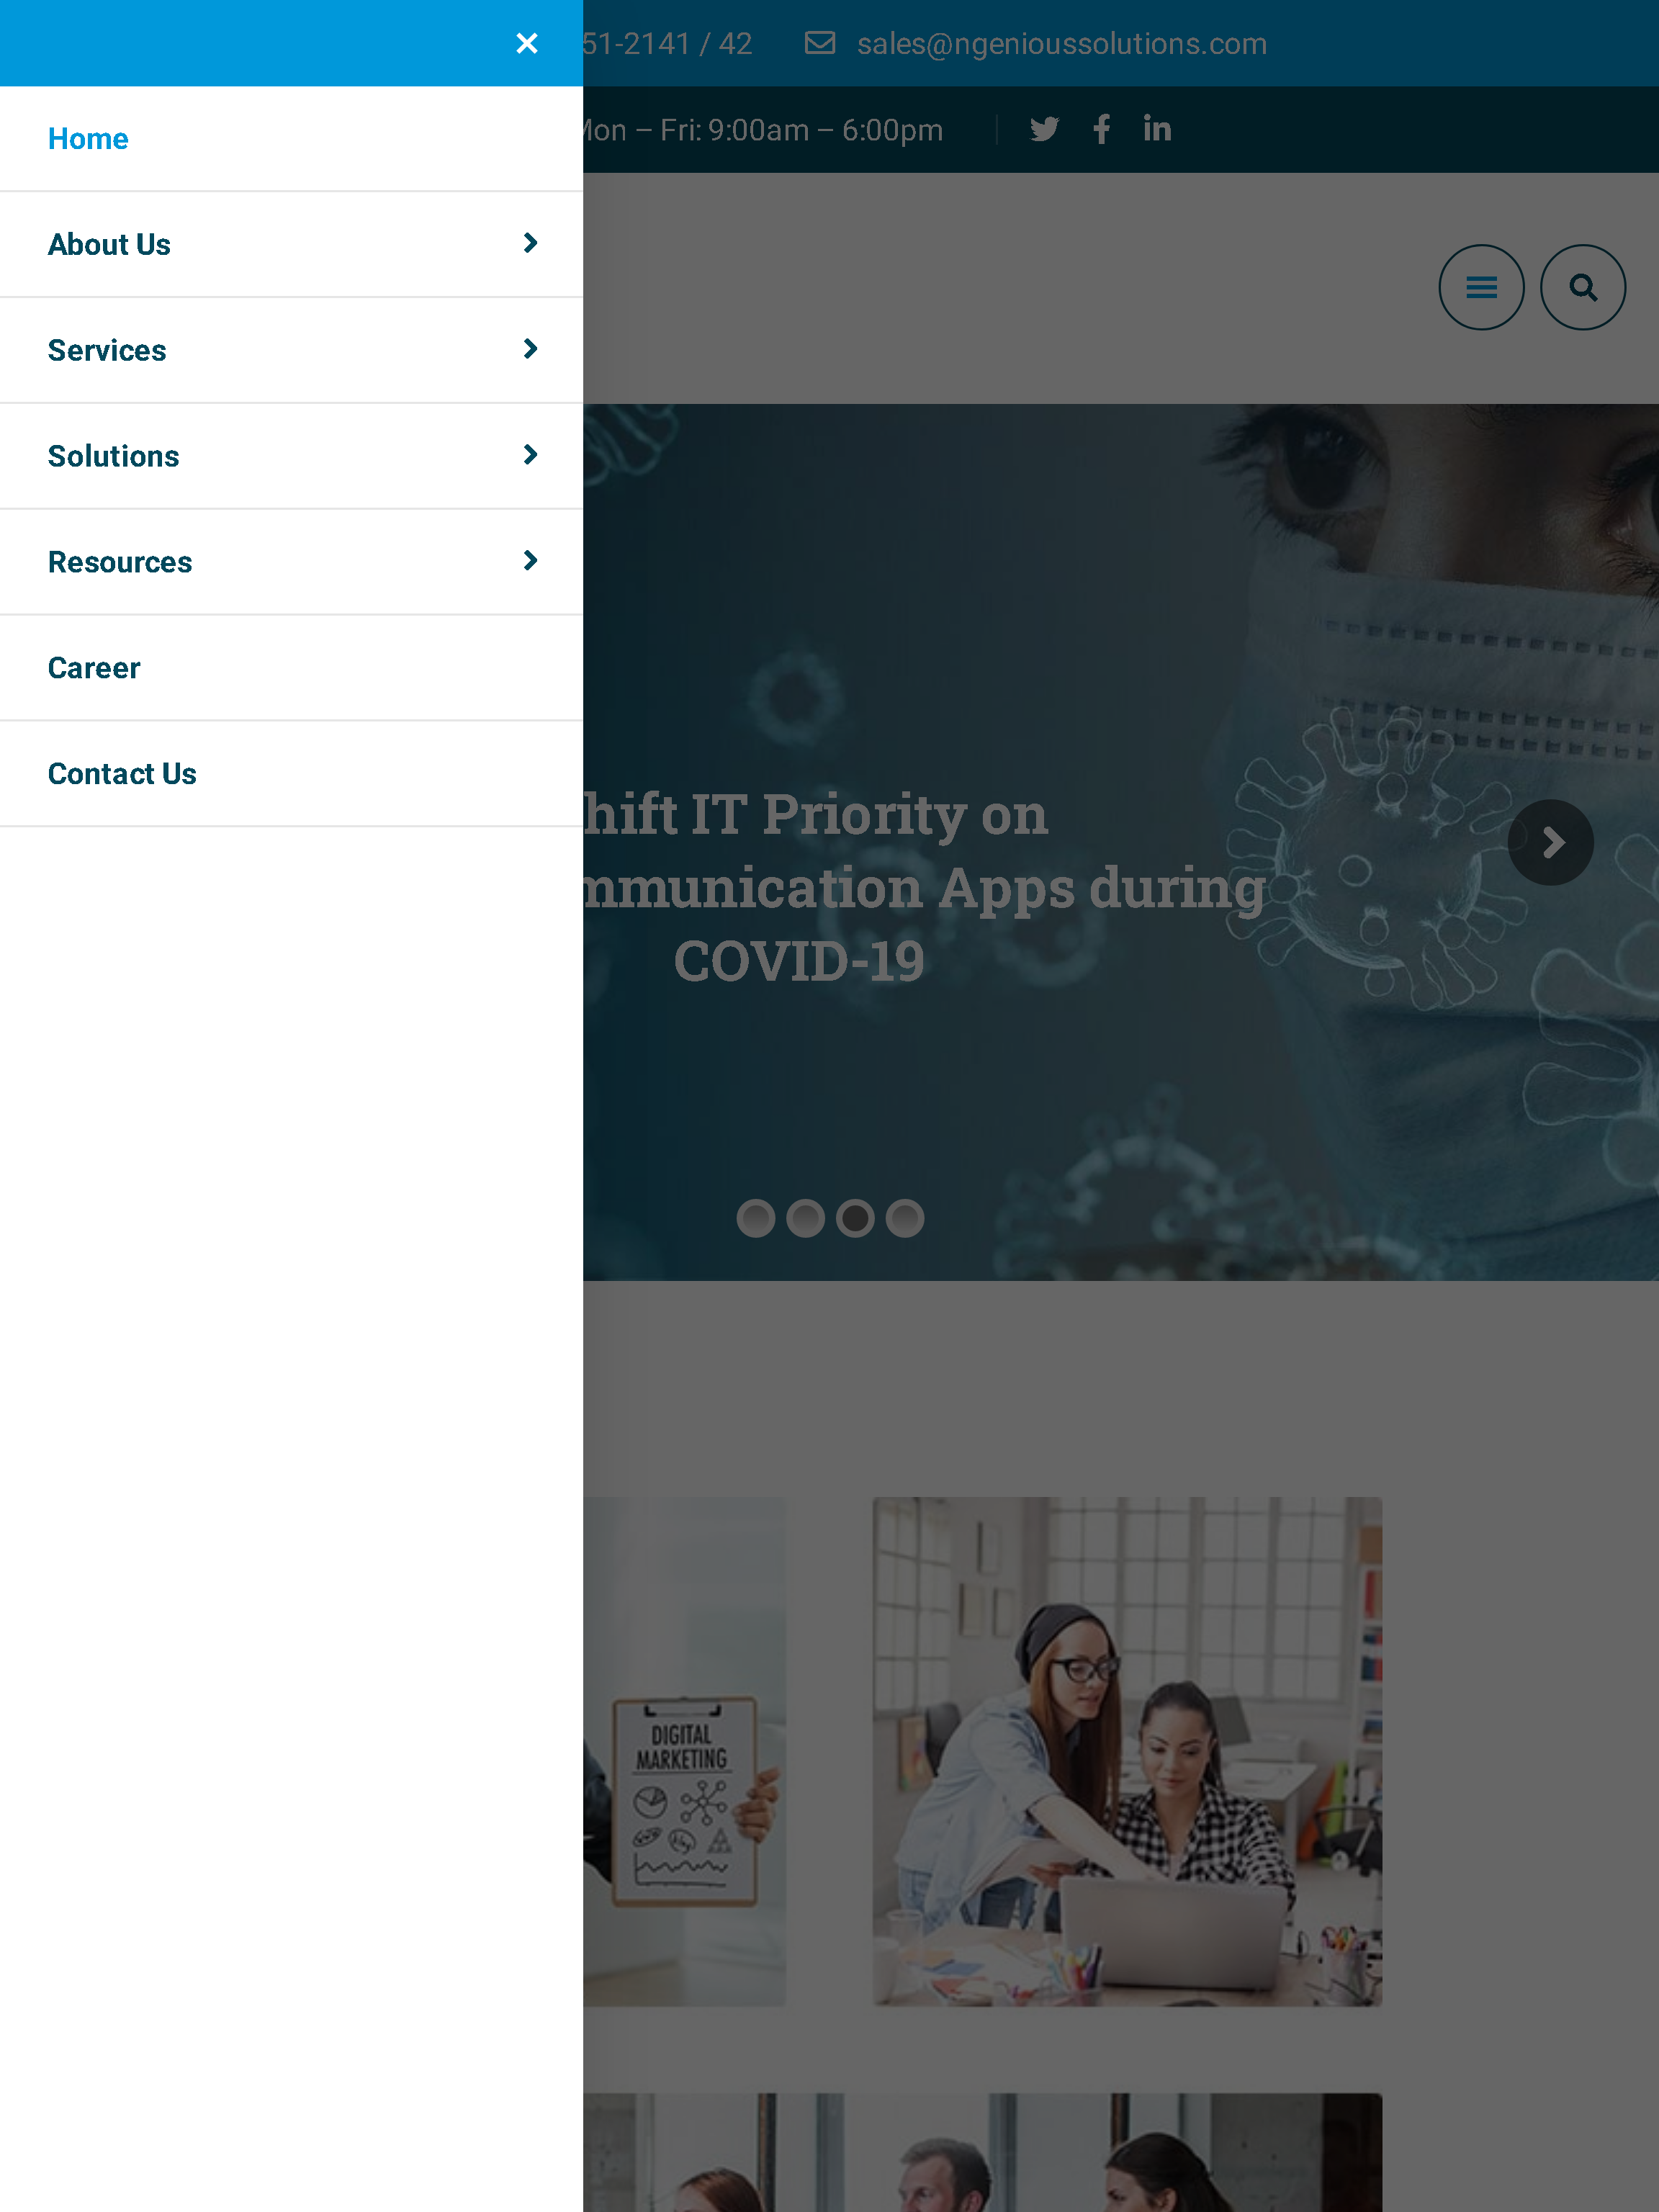 51-2141 / 42 sales@ngenioussolutions.com
Mon – Fri: 9:00am – 6:00pm
Home
About Us
Services
Solutions
Resources
Career
Contact Us
hift IT Priority on
mmunication Apps during
COVID-19
DIGITAL
MARKETING